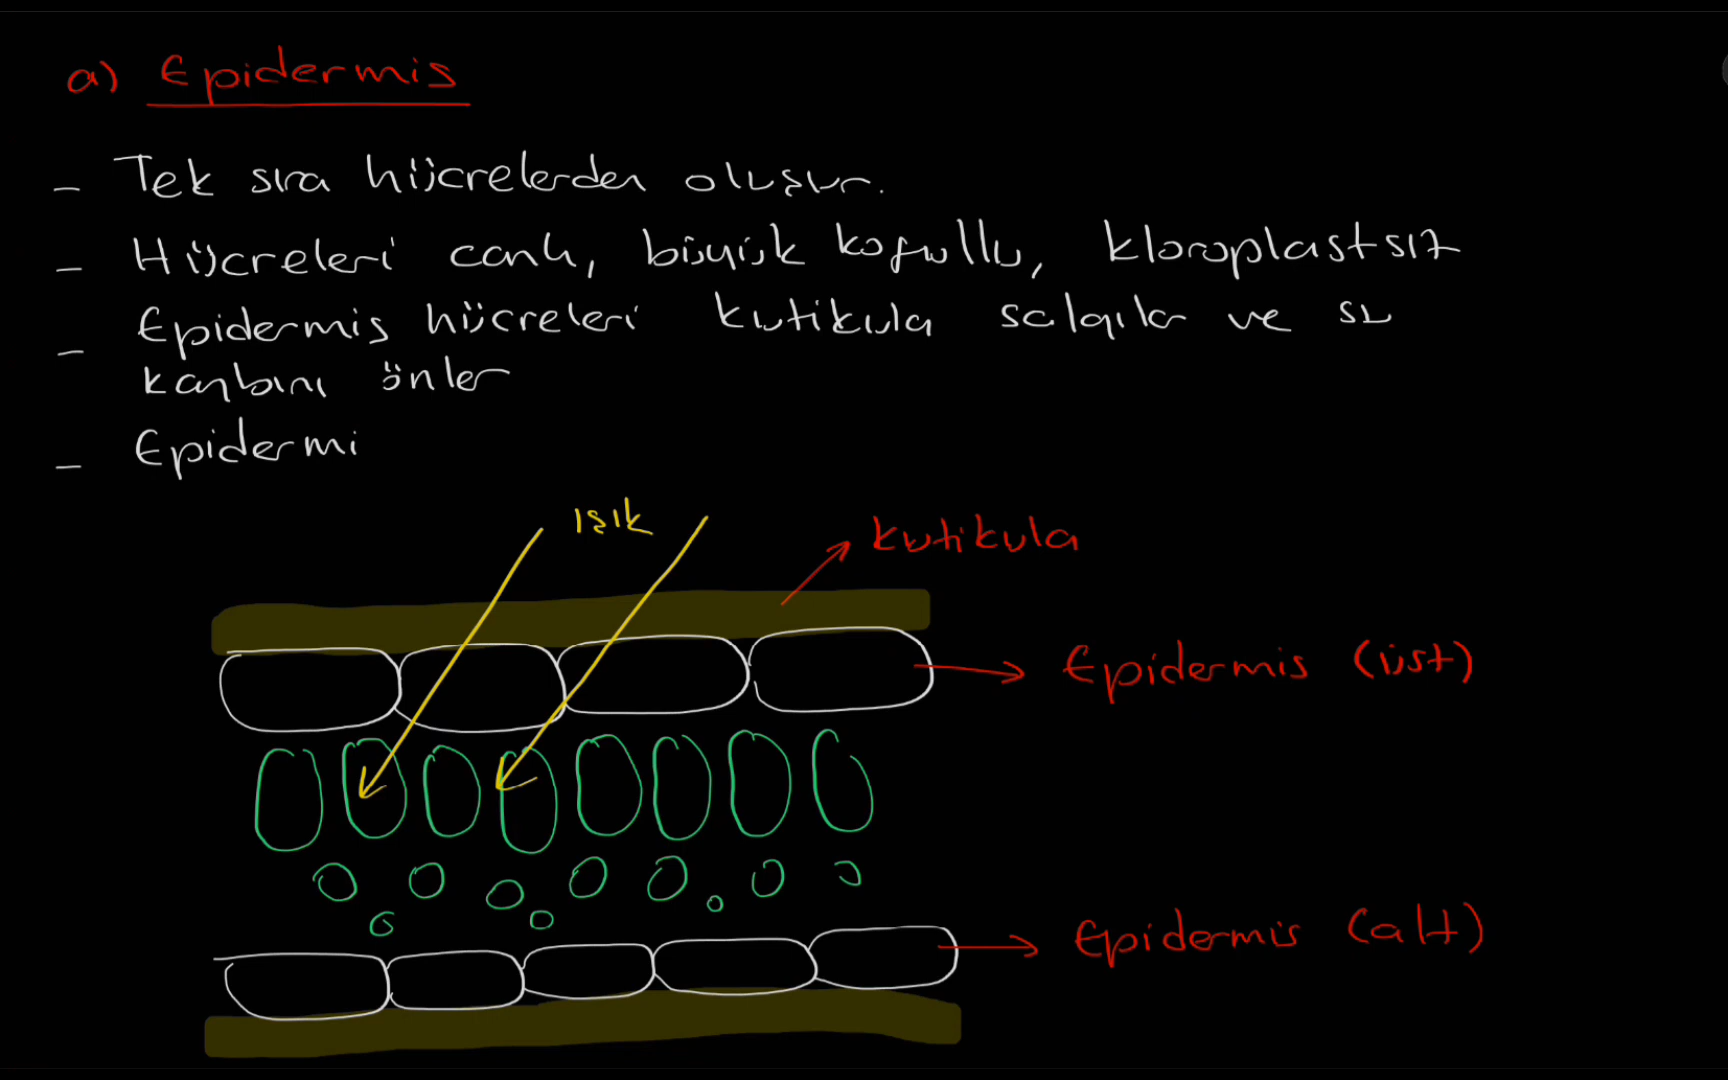 a) Epidermis
- Tek sıra hücrelerden oluşur.
- Hücreleri canlı, büyük kofullu, kloroplastsız
- Epidermis hücreleri kutikula salgılar ve su
kaybını önler
- Epidermi
Işık
Kutikula
Epidermis (üst)
Epidermis (alt)